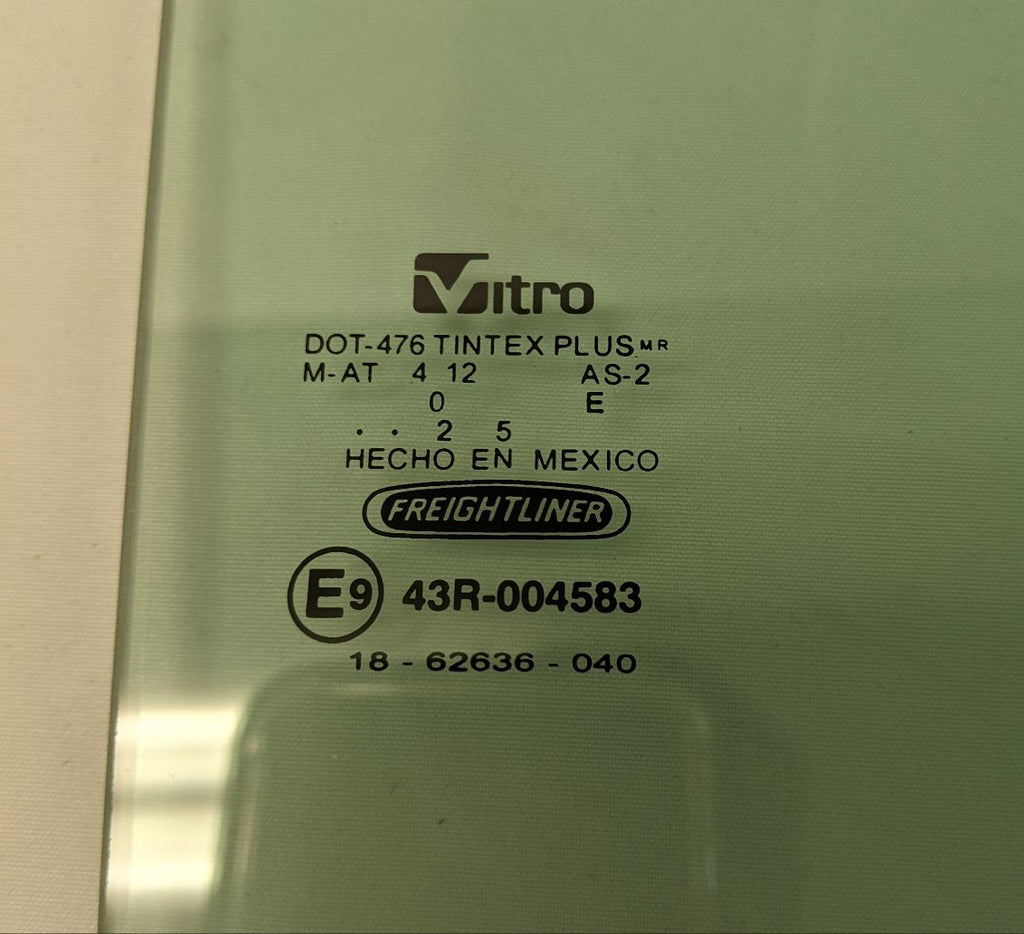 Vitro
DOT-476 TINTEX PLUS MR
M-AT 4 12 AS-2
0 E
. . 2 5
HECHO EN MEXICO
FREIGHTLINER
E9 43R-004583
18 - 62636 - 040